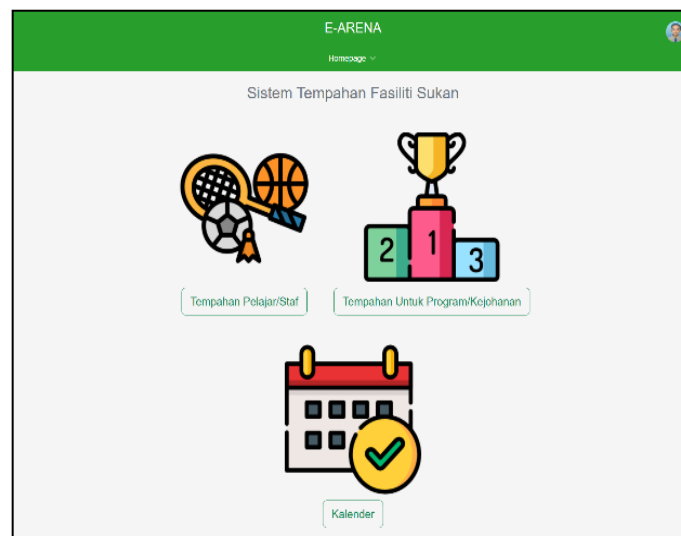 E-ARENA
Homepage
Sistem Tempahan Fasiliti Sukan
2 1 3
Tempahan Pelajar/Staf
Tempahan Untuk Program/Kejohanan
Kalender